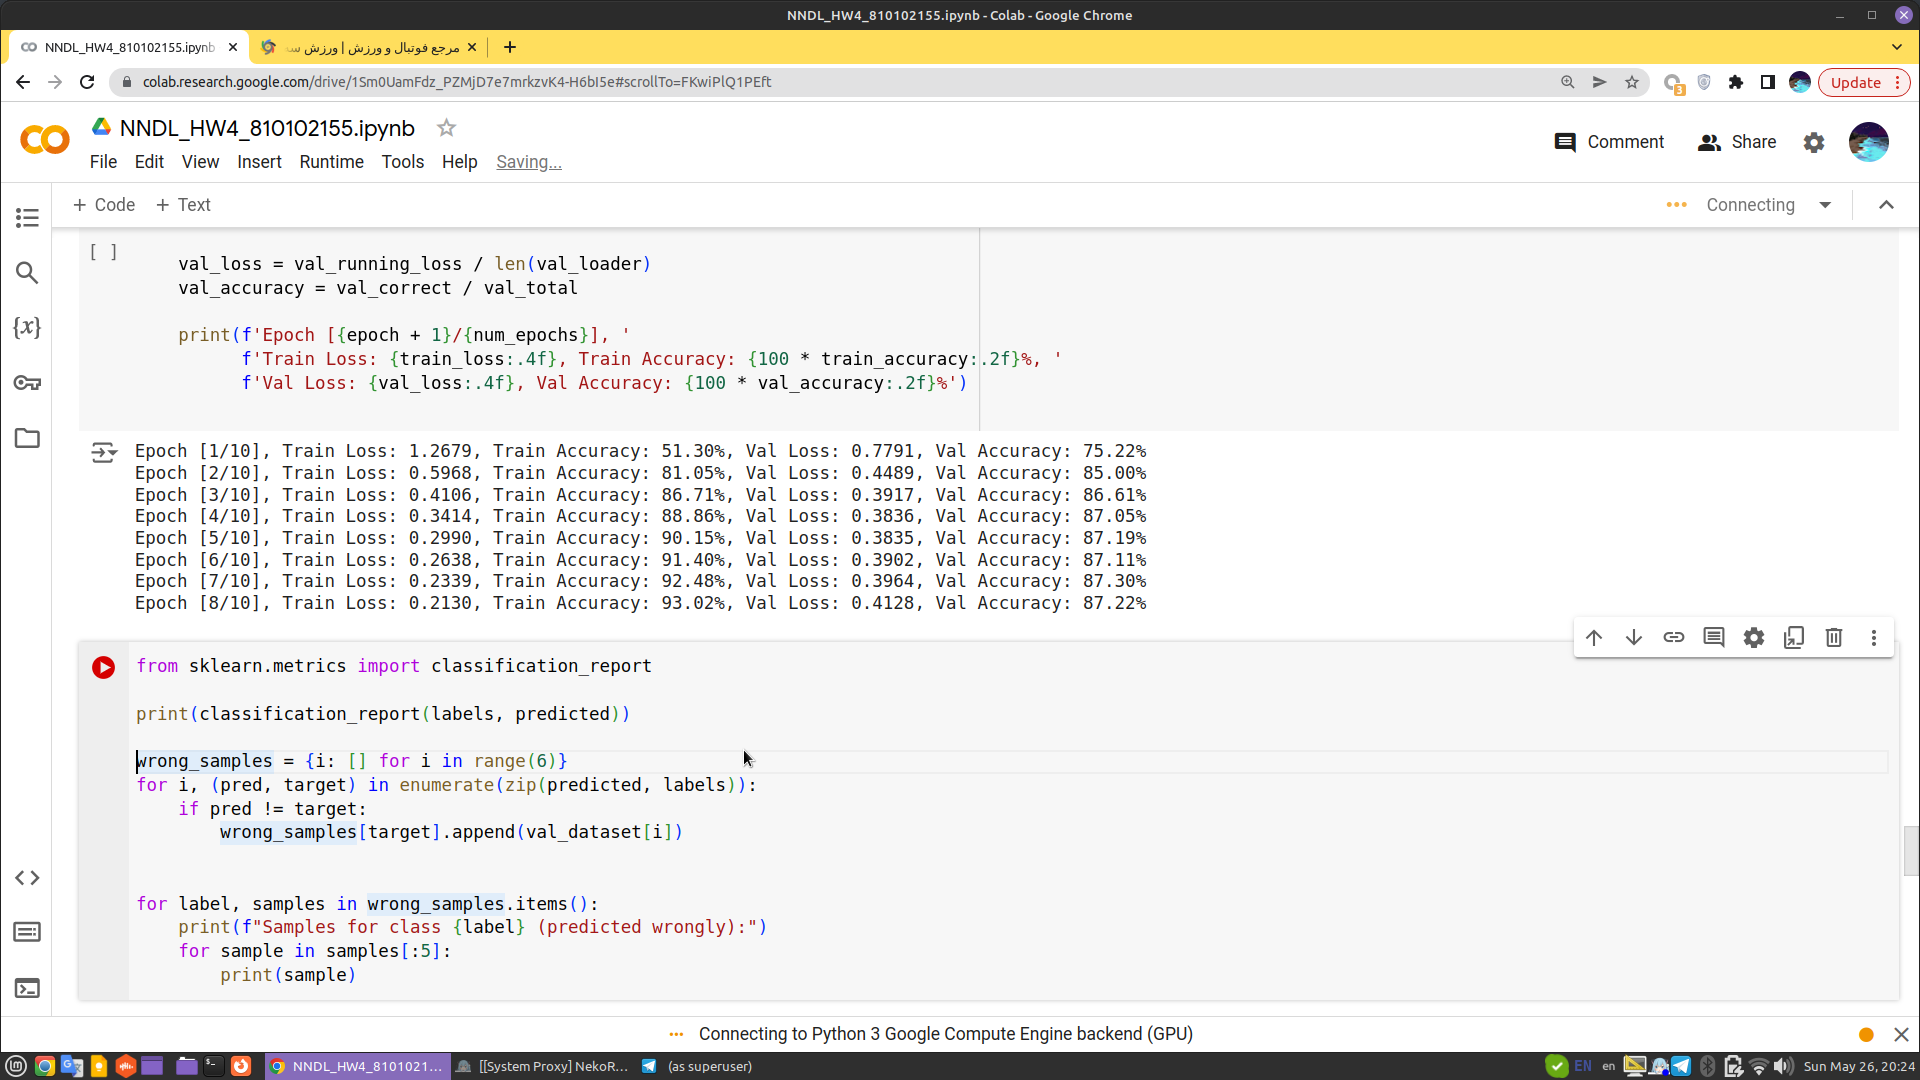 NNDL_HW4_810102155.ipynb - Colab - Google Chrome
NNDL_HW4_810102155.ipynb
مرجع فوتبال و ورزش | ورزش سه
colab.research.google.com/drive/1Sm0UamFdz_PZMjD7e7mrkzvK4-H6bI5e#scrollTo=FKwiPlQ1PEft
3
Update
NNDL_HW4_810102155.ipynb
Comment
Share
File Edit View Insert Runtime Tools Help Saving...
+ Code + Text
Connecting
[ ]
val_loss = val_running_loss / len(val_loader)
val_accuracy = val_correct / val_total
print(f'Epoch [{epoch + 1}/{num_epochs}], '
f'Train Loss: {train_loss:.4f}, Train Accuracy: {100 * train_accuracy:.2f}%, '
f'Val Loss: {val_loss:.4f}, Val Accuracy: {100 * val_accuracy:.2f}%')
Epoch [1/10], Train Loss: 1.2679, Train Accuracy: 51.30%, Val Loss: 0.7791, Val Accuracy: 75.22%
Epoch [2/10], Train Loss: 0.5968, Train Accuracy: 81.05%, Val Loss: 0.4489, Val Accuracy: 85.00%
Epoch [3/10], Train Loss: 0.4106, Train Accuracy: 86.71%, Val Loss: 0.3917, Val Accuracy: 86.61%
Epoch [4/10], Train Loss: 0.3414, Train Accuracy: 88.86%, Val Loss: 0.3836, Val Accuracy: 87.05%
Epoch [5/10], Train Loss: 0.2990, Train Accuracy: 90.15%, Val Loss: 0.3835, Val Accuracy: 87.19%
Epoch [6/10], Train Loss: 0.2638, Train Accuracy: 91.40%, Val Loss: 0.3902, Val Accuracy: 87.11%
Epoch [7/10], Train Loss: 0.2339, Train Accuracy: 92.48%, Val Loss: 0.3964, Val Accuracy: 87.30%
Epoch [8/10], Train Loss: 0.2130, Train Accuracy: 93.02%, Val Loss: 0.4128, Val Accuracy: 87.22%
from sklearn.metrics import classification_report
print(classification_report(labels, predicted))
wrong_samples = {i: [] for i in range(6)}
for i, (pred, target) in enumerate(zip(predicted, labels)):
if pred != target:
wrong_samples[target].append(val_dataset[i])
for label, samples in wrong_samples.items():
print(f"Samples for class {label} (predicted wrongly):")
for sample in samples[:5]:
print(sample)
Connecting to Python 3 Google Compute Engine backend (GPU)
NNDL_HW4_8101021...
[[System Proxy] NekoR...
(as superuser)
EN
en
Sun May 26, 20:24